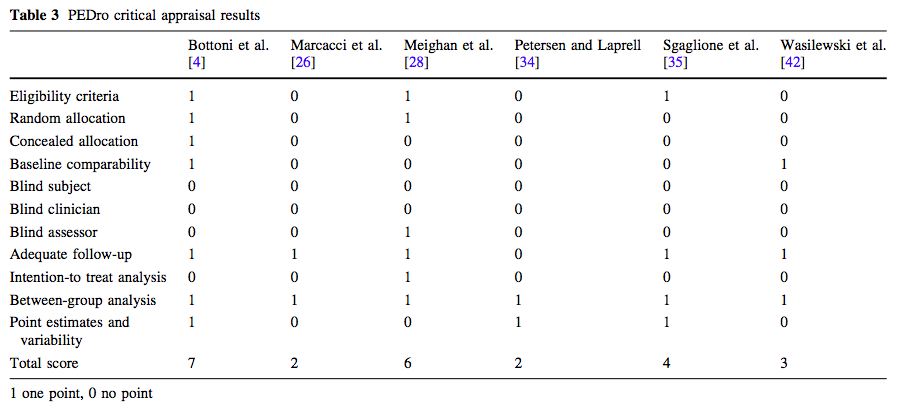 Table 3 PEDro critical appraisal results
Bottoni et al. [4] Marcacci et al. [26] Meighan et al. [28] Petersen and Laprell [34] Sgaglione et al. [35] Wasilewski et al. [42]
Eligibility criteria 1 0 1 0 1 0
Random allocation 1 0 1 0 0 0
Concealed allocation 1 0 0 0 0 0
Baseline comparability 1 0 0 0 0 1
Blind subject 0 0 0 0 0 0
Blind clinician 0 0 0 0 0 0
Blind assessor 0 0 1 0 0 0
Adequate follow-up 1 1 1 0 1 1
Intention-to treat analysis 0 0 1 0 0 0
Between-group analysis 1 1 1 1 1 1
Point estimates and variability 1 0 0 1 1 0
Total score 7 2 6 2 4 3
1 one point, 0 no point